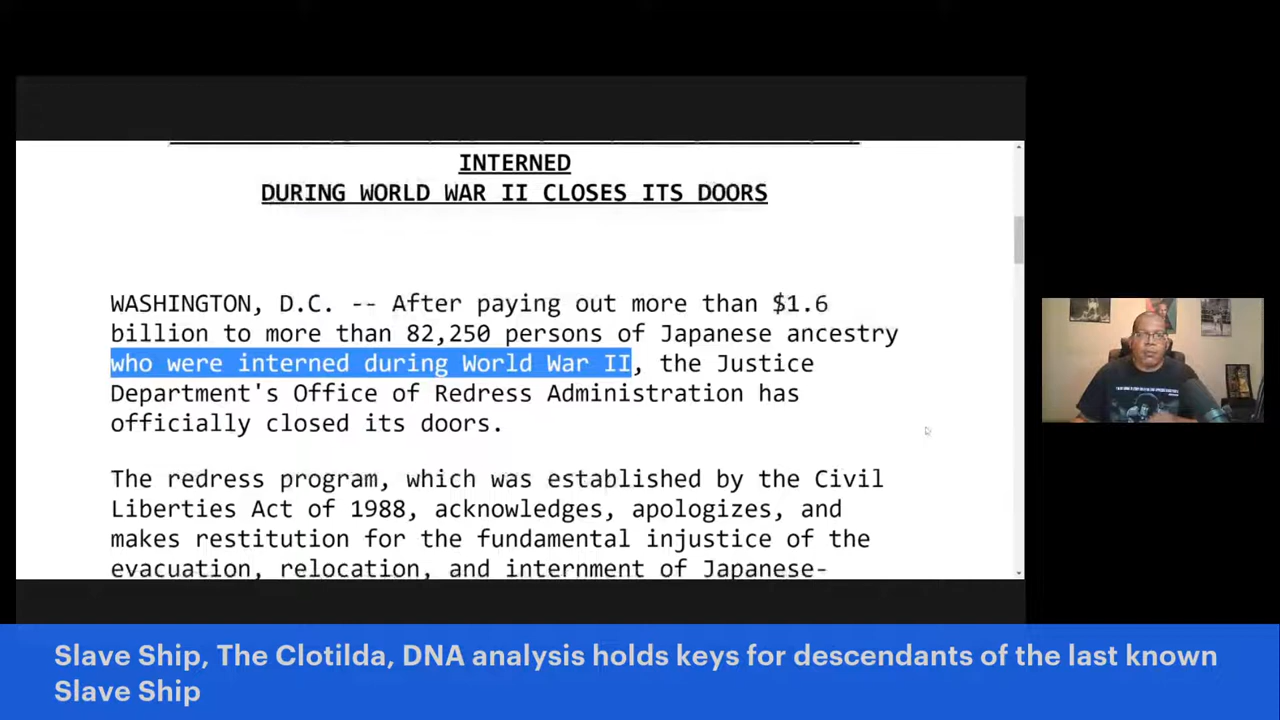 INTERNED
DURING WORLD WAR II CLOSES ITS DOORS
WASHINGTON, D.C. -- After paying out more than $1.6
billion to more than 82,250 persons of Japanese ancestry
who were interned during World War II, the Justice
Department's Office of Redress Administration has
officially closed its doors.
The redress program, which was established by the Civil
Liberties Act of 1988, acknowledges, apologizes, and
makes restitution for the fundamental injustice of the
evacuation, relocation, and internment of Japanese-
Slave Ship, The Clotilda, DNA analysis holds keys for descendants of the last known
Slave Ship